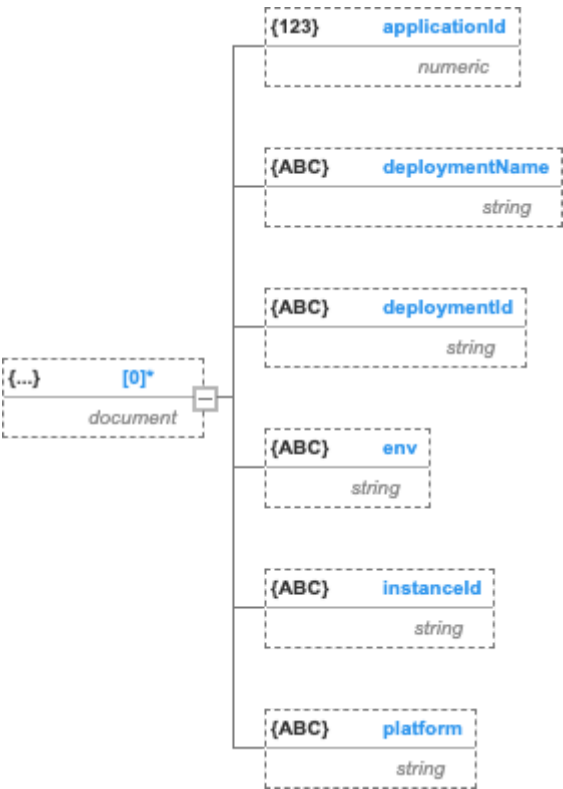 {123} applicationId
numeric
{ABC} deploymentName
string
{ABC} deploymentId
string
{...} [0]*
document
{ABC} env
string
{ABC} instanceId
string
{ABC} platform
string